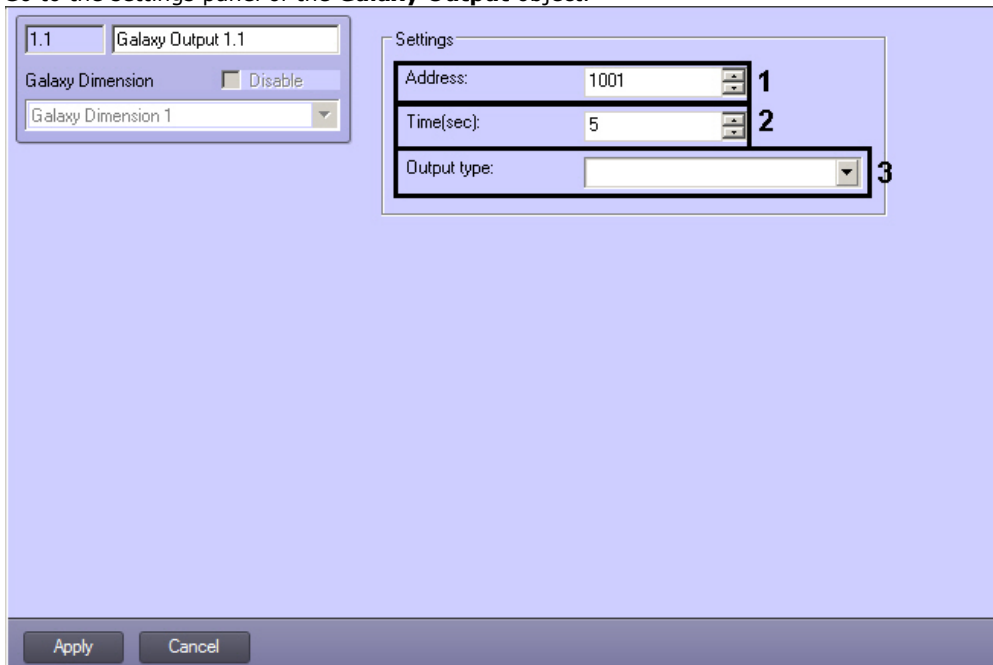 Go to the settings panel of the Galaxy Output object.
1.1 Galaxy Output 1.1
Galaxy Dimension Disable
Galaxy Dimension 1
Settings
Address: 1001 1
Time(sec): 5 2
Output type: 3
Apply Cancel